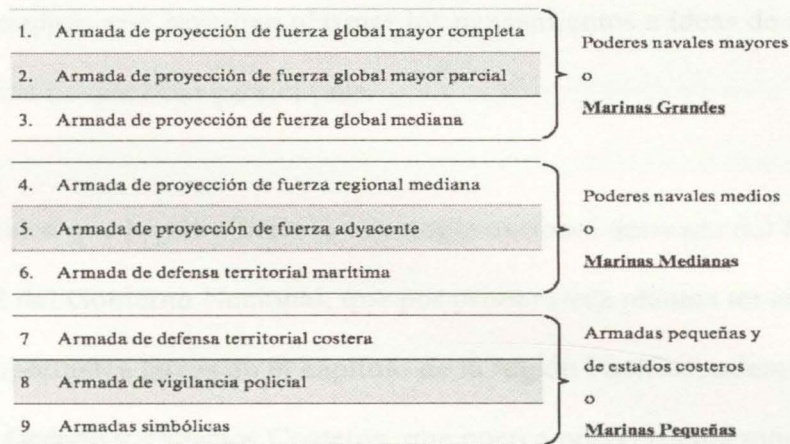 1. Armada de proyección de fuerza global mayor completa
2. Armada de proyección de fuerza global mayor parcial
3. Armada de proyección de fuerza global mediana
Poderes navales mayores
o
Marinas Grandes
4. Armada de proyección de fuerza regional mediana
5. Armada de proyección de fuerza adyacente
6. Armada de defensa territorial marítima
Poderes navales medios
o
Marinas Medianas
7 Armada de defensa territorial costera
8 Armada de vigilancia policial
9 Armadas simbólicas
Armadas pequeñas y
de estados costeros
o
Marinas Pequeñas